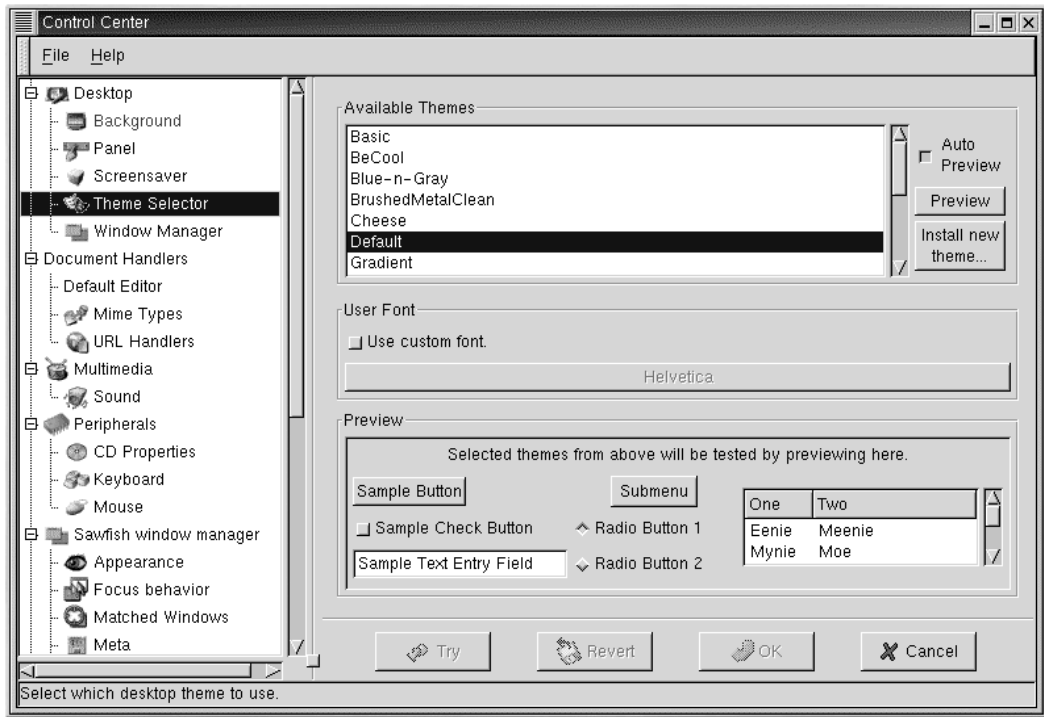 Control Center
File Help
Desktop
Background
Panel
Screensaver
Theme Selector
Window Manager
Document Handlers
Default Editor
Mime Types
URL Handlers
Multimedia
Sound
Peripherals
CD Properties
Keyboard
Mouse
Sawfish window manager
Appearance
Focus behavior
Matched Windows
Meta
Available Themes
Basic
BeCool
Blue-n-Gray
BrushedMetalClean
Cheese
Default
Gradient
Auto
Preview
Preview
Install new
theme...
User Font
Use custom font.
Helvetica
Preview
Selected themes from above will be tested by previewing here.
Sample Button
Submenu
Sample Check Button
Radio Button 1
Sample Text Entry Field
Radio Button 2
One Two
Eenie Meenie
Mynie Moe
Try
Revert
OK
Cancel
Select which desktop theme to use.